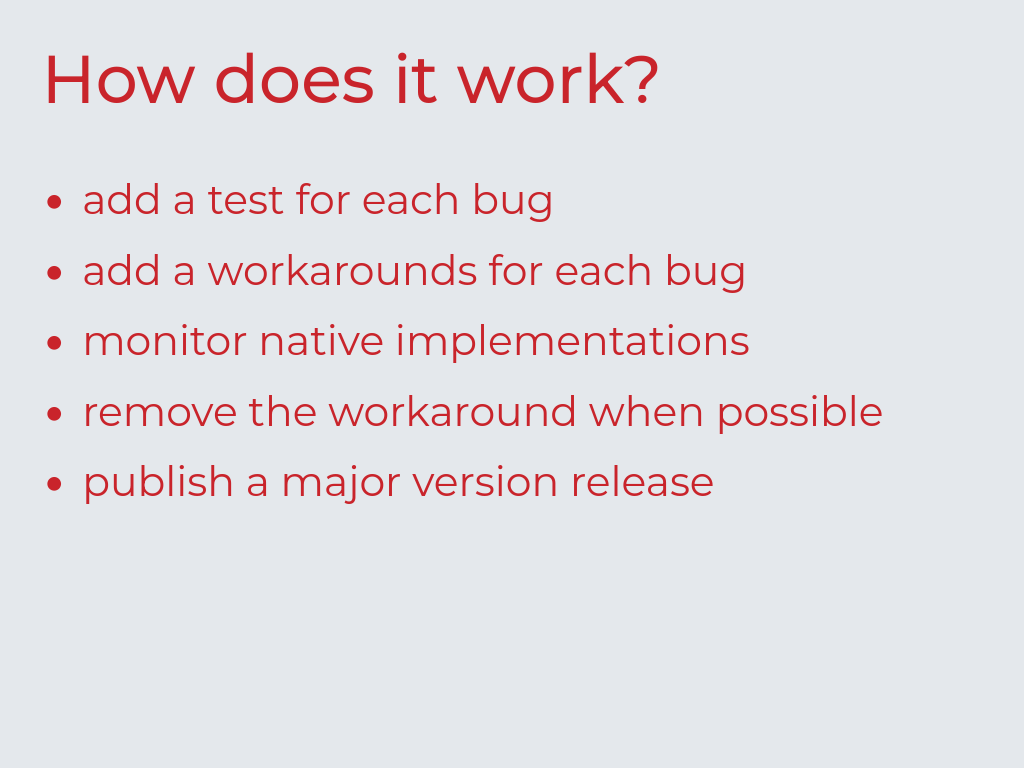 How does it work?
• add a test for each bug
• add a workarounds for each bug
• monitor native implementations
• remove the workaround when possible
• publish a major version release